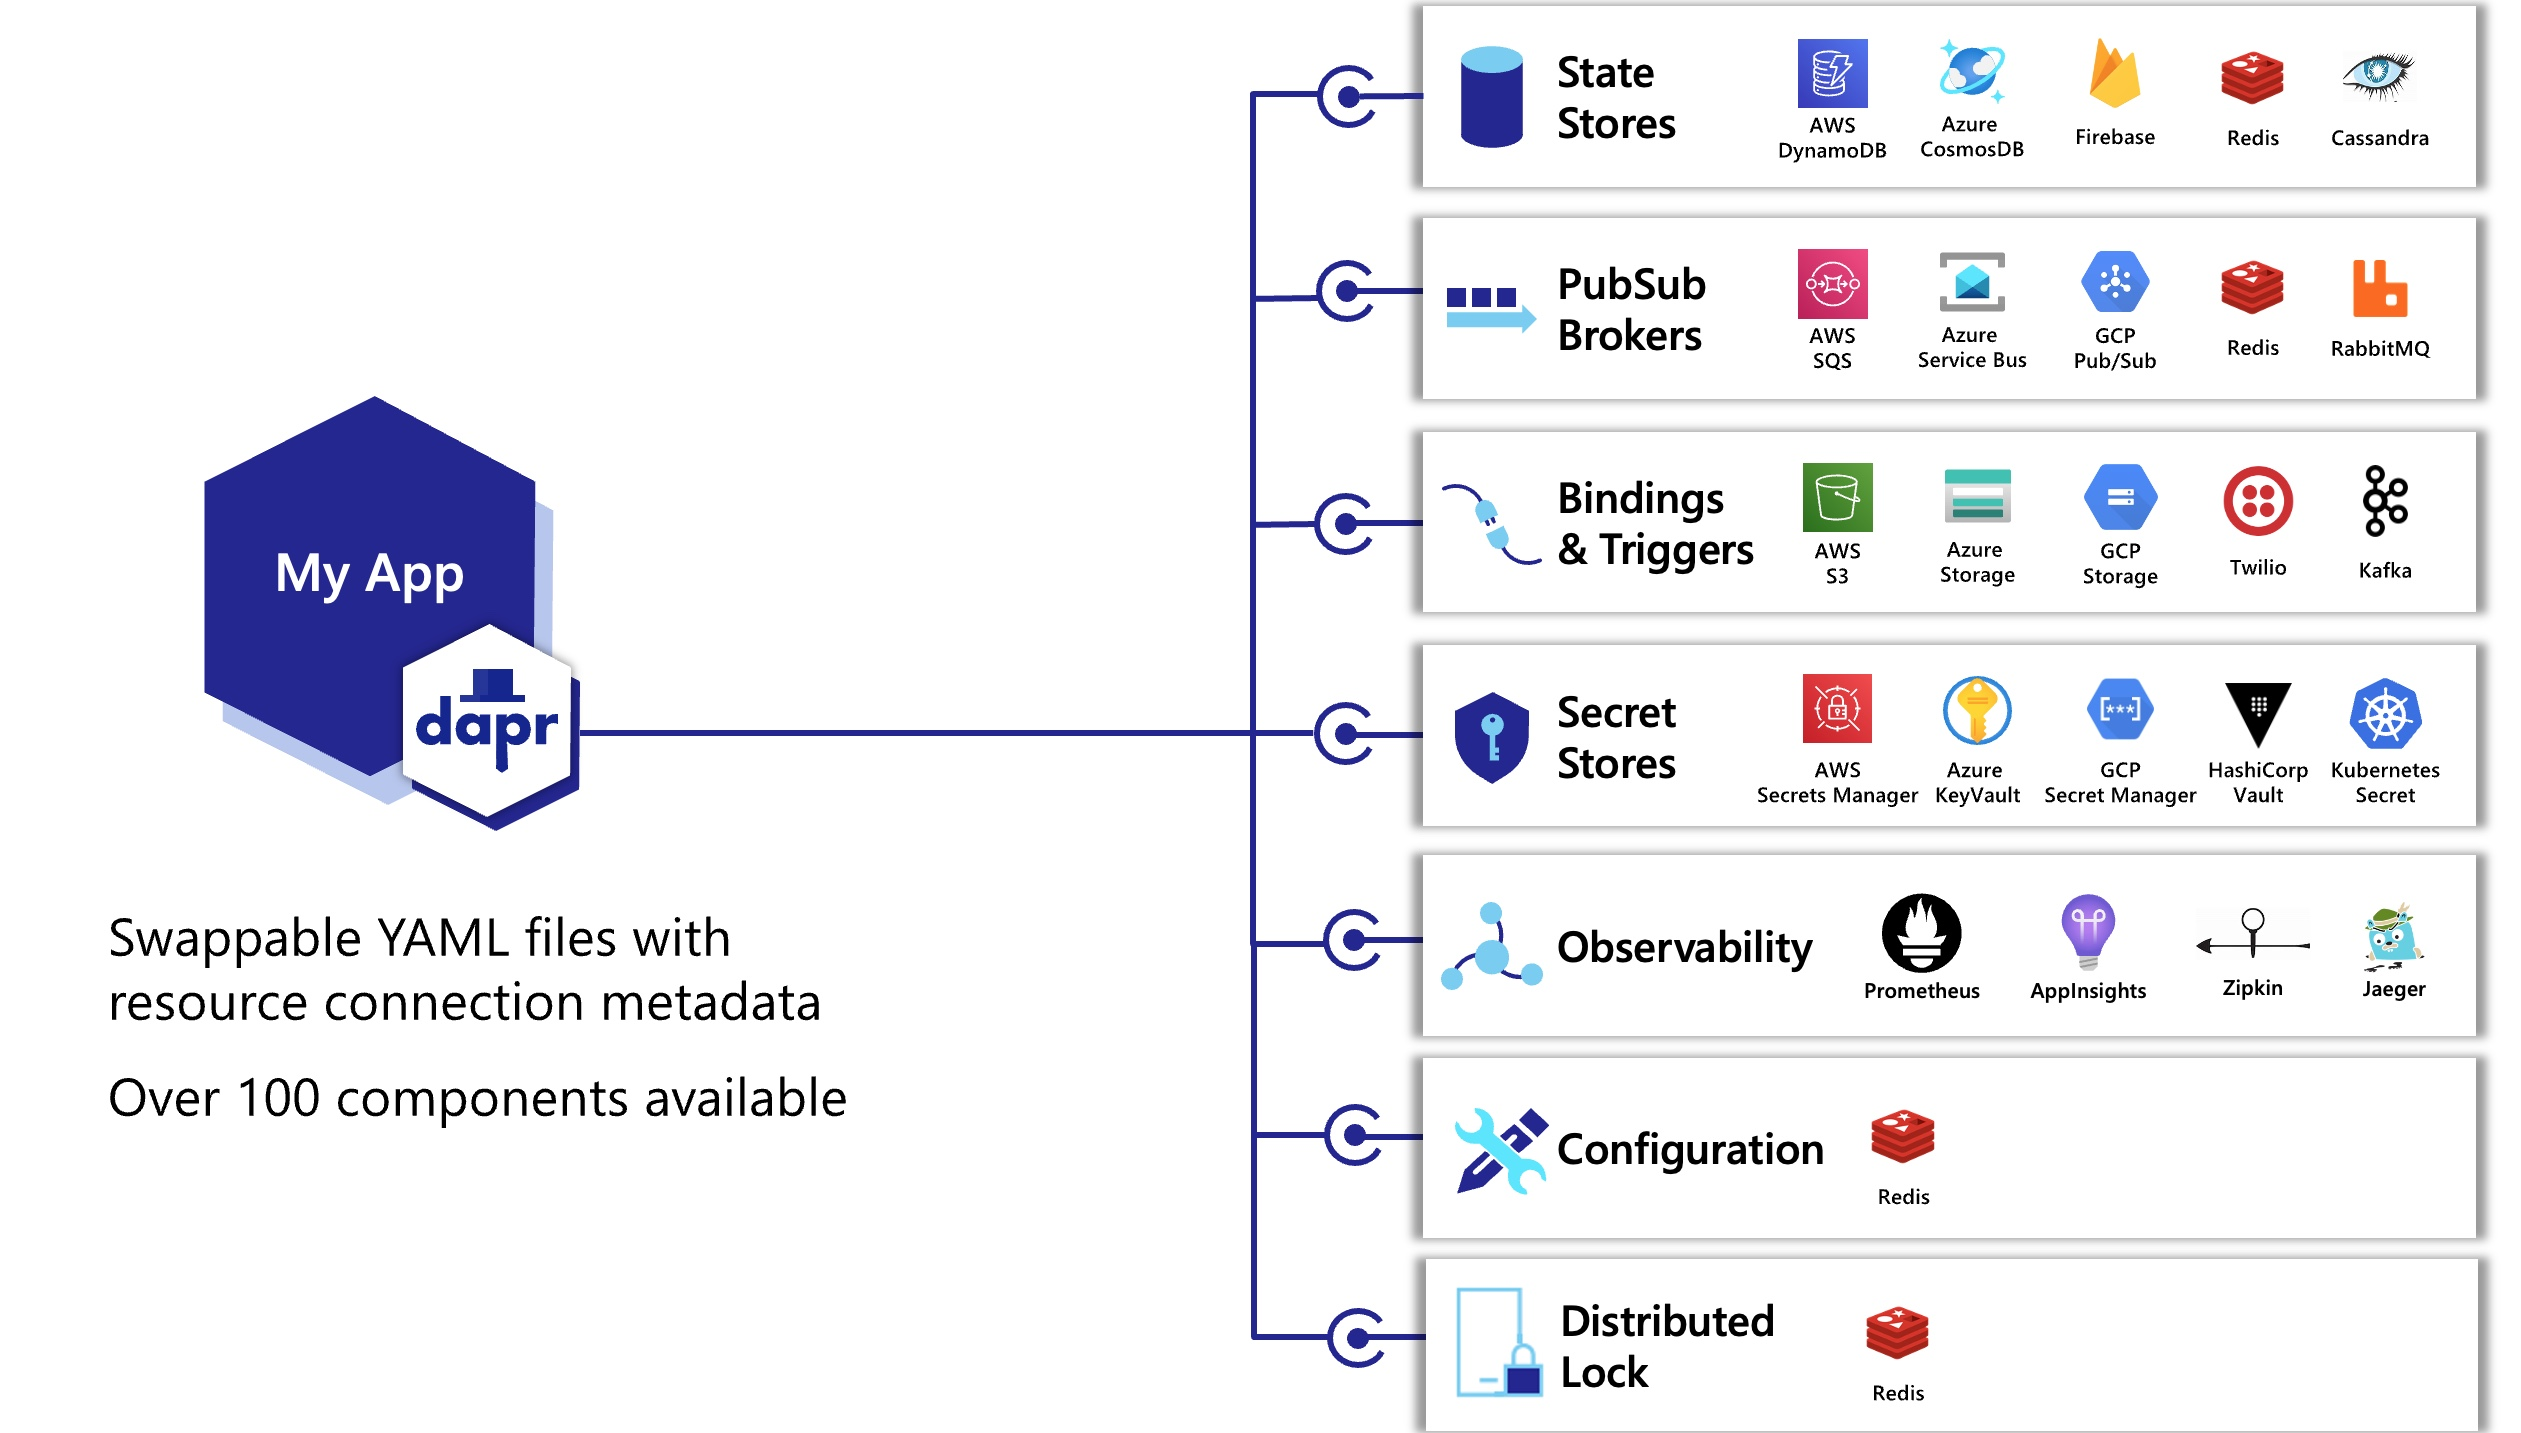 My App
dapr
Swappable YAML files with
resource connection metadata
Over 100 components available
State
Stores
AWS
DynamoDB
Azure
CosmosDB
Firebase
Redis
Cassandra
PubSub
Brokers
AWS
SQS
Azure
Service Bus
GCP
Pub/Sub
Redis
RabbitMQ
Bindings
& Triggers
AWS
S3
Azure
Storage
GCP
Storage
Twilio
Kafka
Secret
Stores
AWS
Secrets Manager
Azure
KeyVault
[***]
GCP
Secret Manager
HashiCorp
Vault
Kubernetes
Secret
Observability
Prometheus
AppInsights
Zipkin
Jaeger
Configuration
Redis
Distributed
Lock
Redis